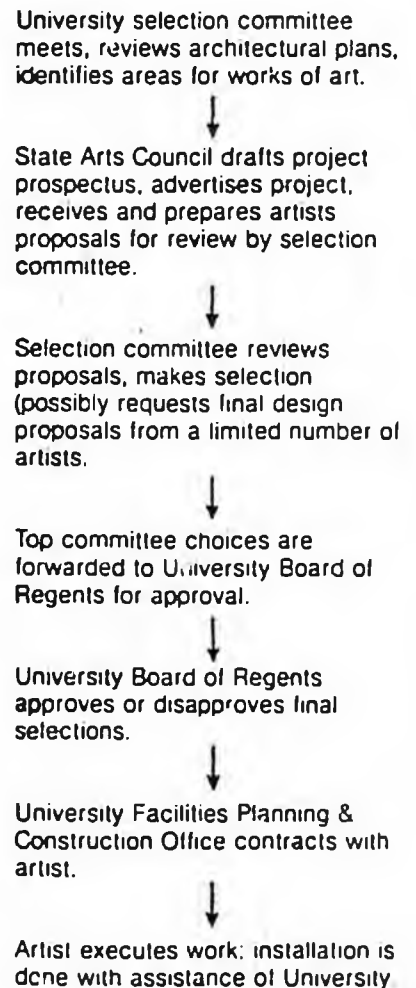 University selection committee
meets, reviews architectural plans,
identifies areas for works of art.
State Arts Council drafts project
prospectus, advertises project,
receives and prepares artists
proposals for review by selection
committee.
Selection committee reviews
proposals, makes selection
(possibly requests final design
proposals from a limited number of
artists.
Top committee choices are
forwarded to University Board of
Regents for approval.
University Board of Regents
approves or disapproves final
selections.
University Facilities Planning &
Construction Office contracts with
artist.
Artist executes work; installation is
done with assistance of University